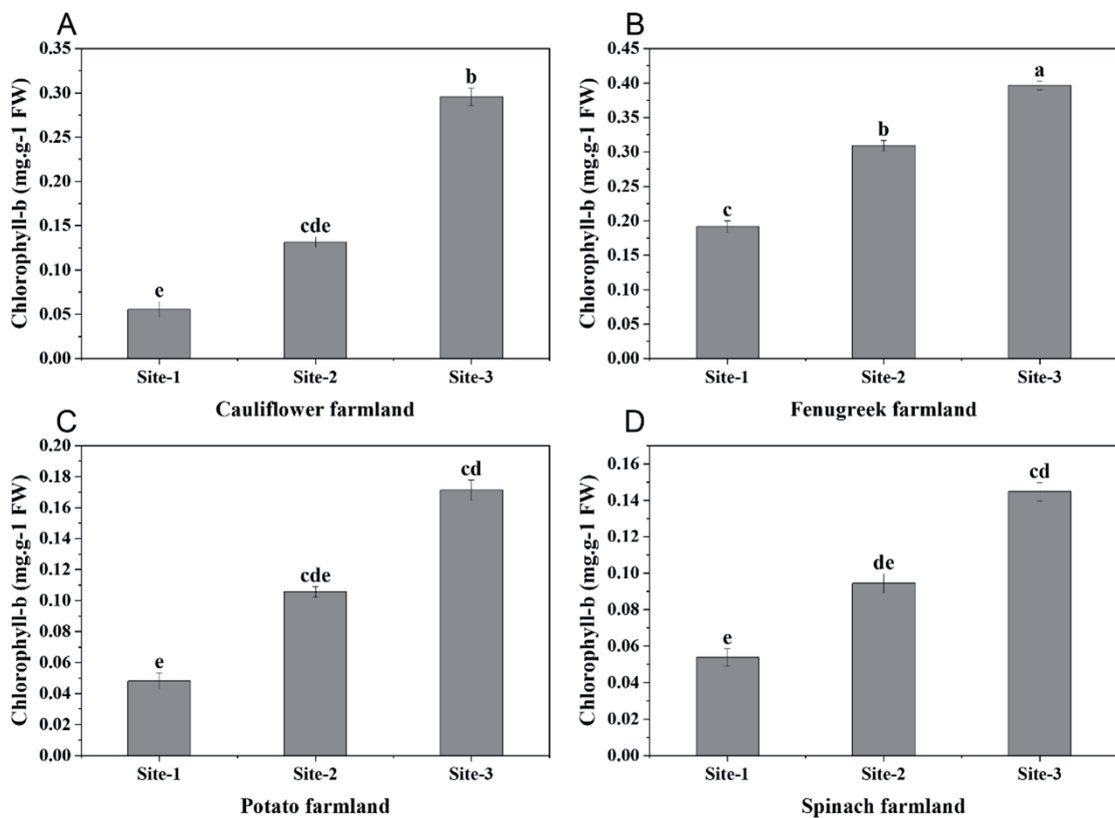 A
Chlorophyll-b (mg.g-1 FW)
0.35
0.30
0.25
0.20
0.15
0.10
0.05
0.00
e
cde
b
Site-1 Site-2 Site-3
Cauliflower farmland
B
Chlorophyll-b (mg.g-1 FW)
0.45
0.40
0.35
0.30
0.25
0.20
0.15
0.10
0.05
0.00
c
b
a
Site-1 Site-2 Site-3
Fenugreek farmland
C
Chlorophyll-b (mg.g-1 FW)
0.20
0.18
0.16
0.14
0.12
0.10
0.08
0.06
0.04
0.02
0.00
e
cde
cd
Site-1 Site-2 Site-3
Potato farmland
D
Chlorophyll-b (mg.g-1 FW)
0.16
0.14
0.12
0.10
0.08
0.06
0.04
0.02
0.00
e
de
cd
Site-1 Site-2 Site-3
Spinach farmland